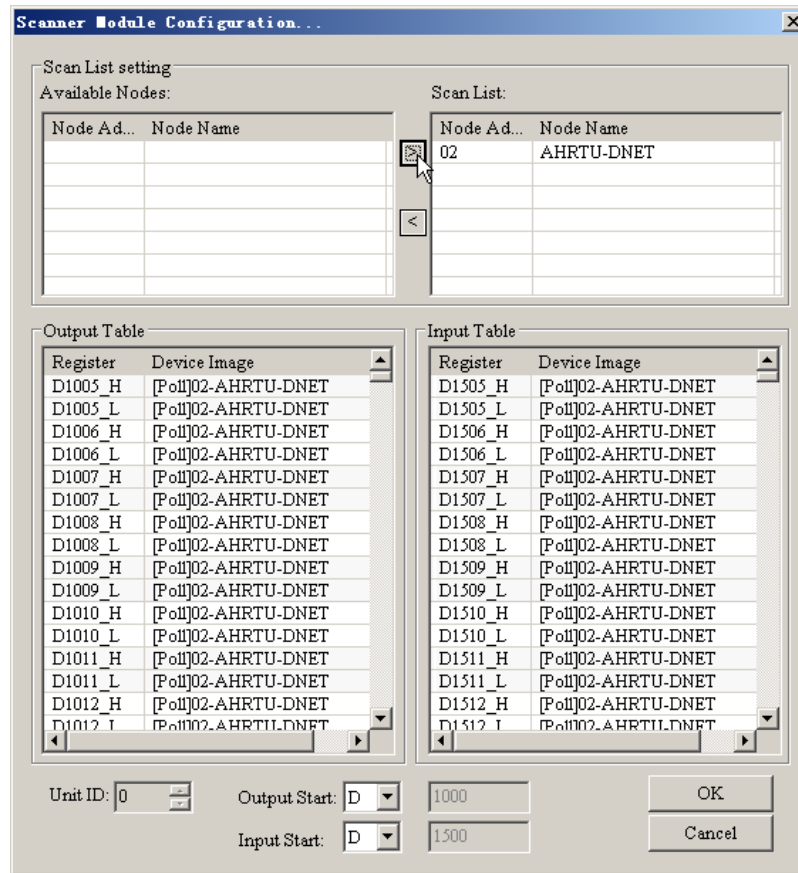 Scanner Module Configuration...
Scan List setting
Available Nodes:
Scan List:
Node Ad... Node Name
Node Ad... Node Name
02 AHRTU-DNET
>
<
Output Table
Register Device Image
D1005_H [Poll]02-AHRTU-DNET
D1005_L [Poll]02-AHRTU-DNET
D1006_H [Poll]02-AHRTU-DNET
D1006_L [Poll]02-AHRTU-DNET
D1007_H [Poll]02-AHRTU-DNET
D1007_L [Poll]02-AHRTU-DNET
D1008_H [Poll]02-AHRTU-DNET
D1008_L [Poll]02-AHRTU-DNET
D1009_H [Poll]02-AHRTU-DNET
D1009_L [Poll]02-AHRTU-DNET
D1010_H [Poll]02-AHRTU-DNET
D1010_L [Poll]02-AHRTU-DNET
D1011_H [Poll]02-AHRTU-DNET
D1011_L [Poll]02-AHRTU-DNET
D1012_H [Poll]02-AHRTU-DNET
D1012_L [Poll]02-AHRTU-DNET
Input Table
Register Device Image
D1505_H [Poll]02-AHRTU-DNET
D1505_L [Poll]02-AHRTU-DNET
D1506_H [Poll]02-AHRTU-DNET
D1506_L [Poll]02-AHRTU-DNET
D1507_H [Poll]02-AHRTU-DNET
D1507_L [Poll]02-AHRTU-DNET
D1508_H [Poll]02-AHRTU-DNET
D1508_L [Poll]02-AHRTU-DNET
D1509_H [Poll]02-AHRTU-DNET
D1509_L [Poll]02-AHRTU-DNET
D1510_H [Poll]02-AHRTU-DNET
D1510_L [Poll]02-AHRTU-DNET
D1511_H [Poll]02-AHRTU-DNET
D1511_L [Poll]02-AHRTU-DNET
D1512_H [Poll]02-AHRTU-DNET
D1512_L [Poll]02-AHRTU-DNET
Unit ID: 0
Output Start: D 1000
Input Start: D 1500
OK
Cancel